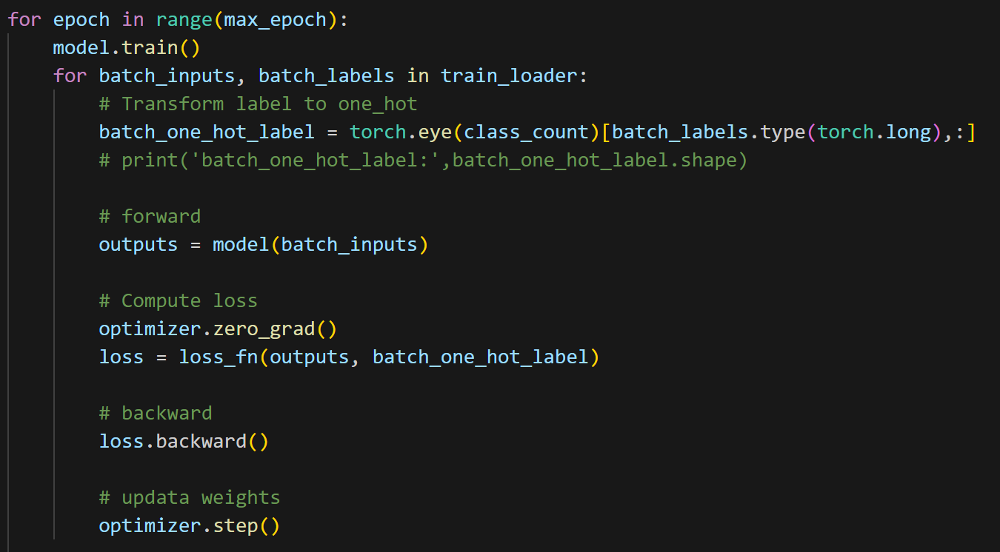 for epoch in range(max_epoch):
    model.train()
    for batch_inputs, batch_labels in train_loader:
        # Transform label to one_hot
        batch_one_hot_label = torch.eye(class_count)[batch_labels.type(torch.long),:]
        # print('batch_one_hot_label:',batch_one_hot_label.shape)

        # forward
        outputs = model(batch_inputs)

        # Compute loss
        optimizer.zero_grad()
        loss = loss_fn(outputs, batch_one_hot_label)

        # backward
        loss.backward()

        # updata weights
        optimizer.step()